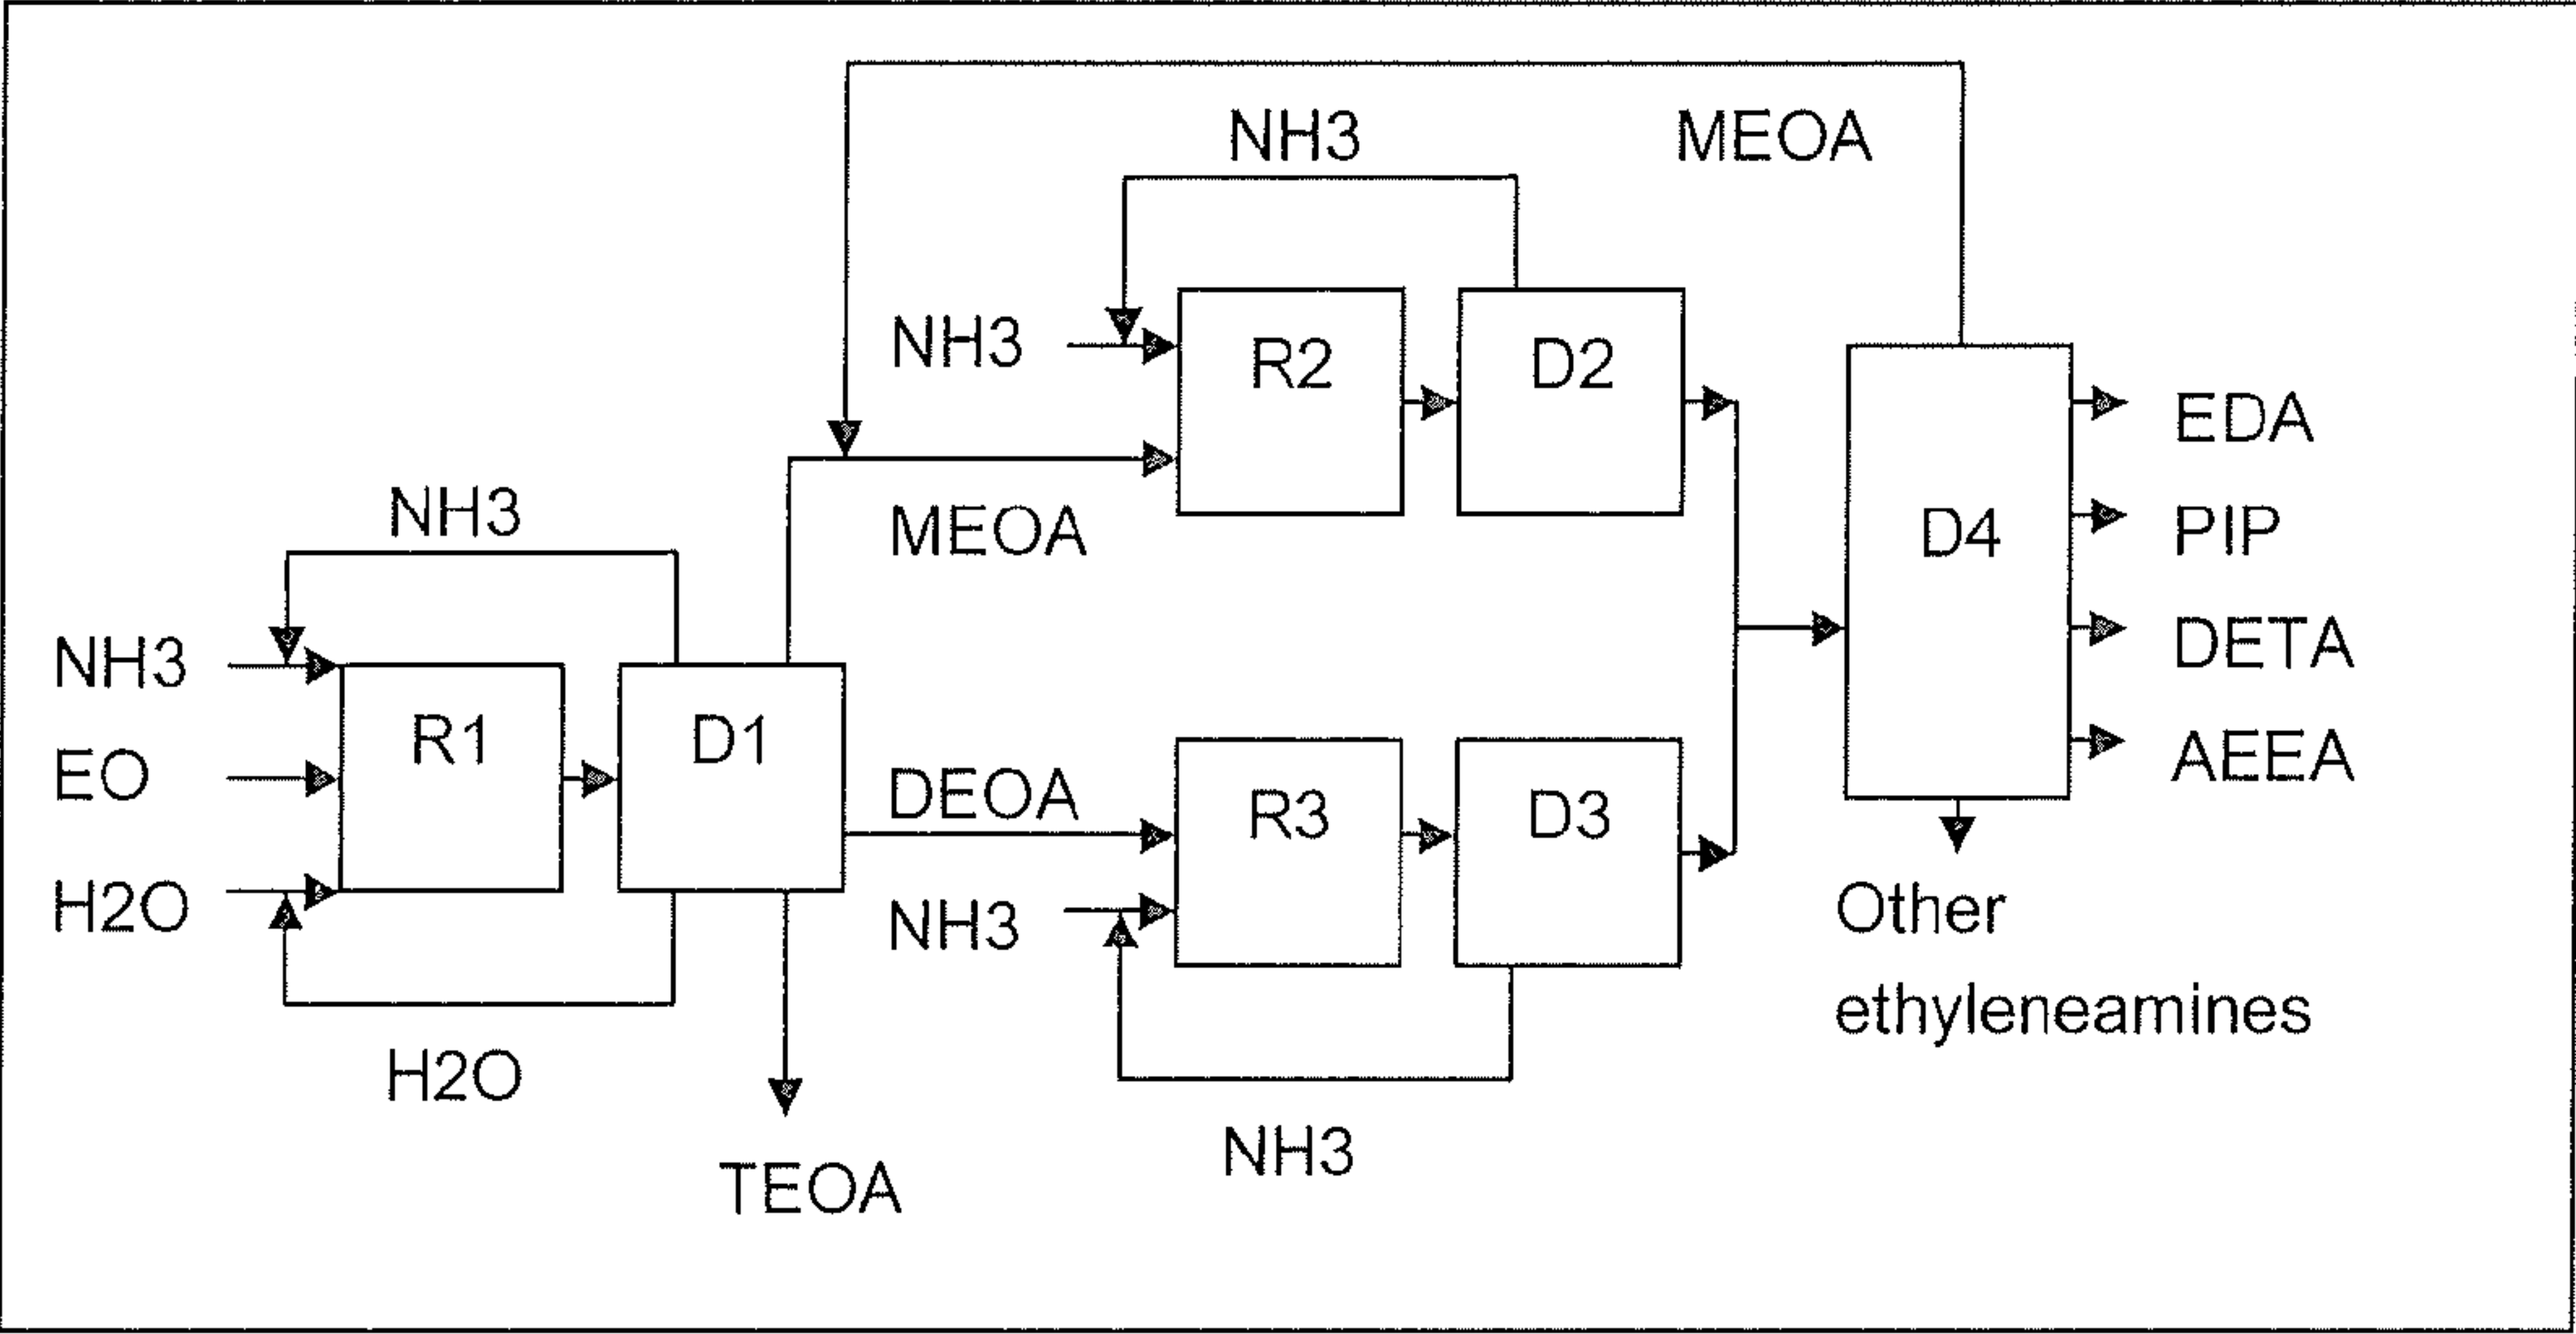 NH3
MEOA
NH3
R2
D2
EDA
NH3
MEOA
PIP
D4
NH3
DETA
R1
D1
EO
DEOA
R3
D3
AEEA
H2O
NH3
Other
ethyleneamines
H2O
NH3
TEOA